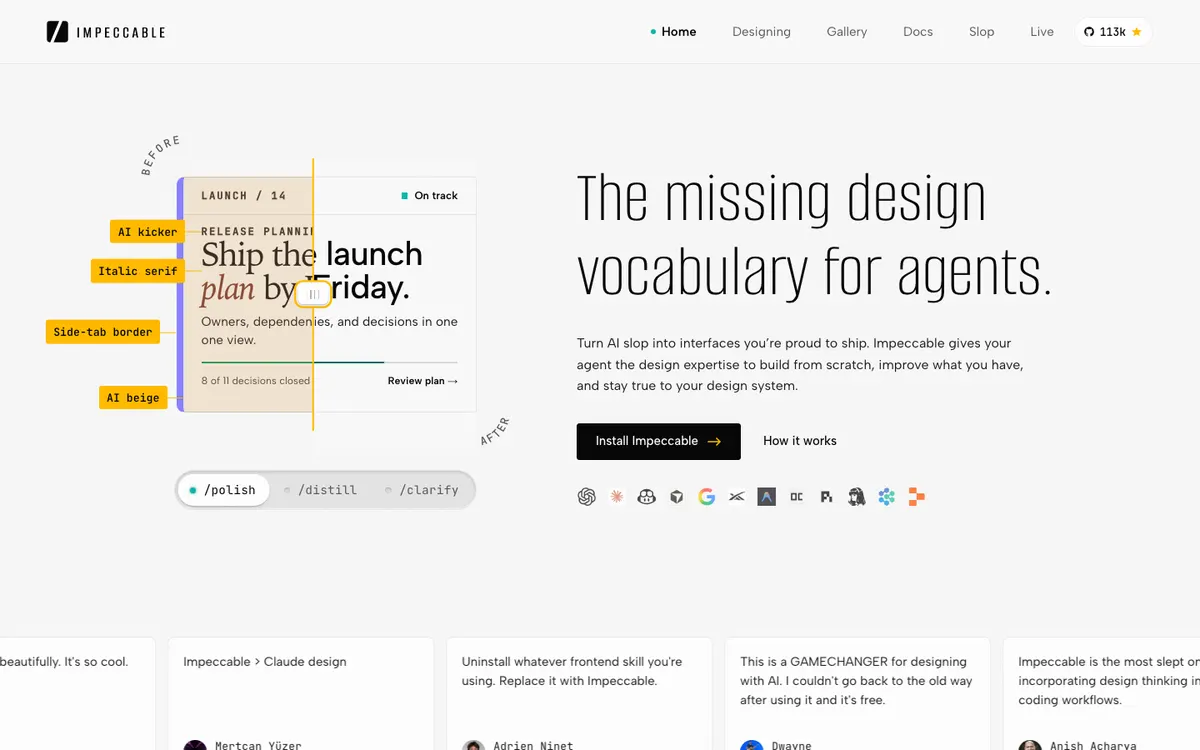 IMPECCABLE
Home
Designing
Gallery
Docs
Slop
Live
113k
BEFORE
LAUNCH / 14
On track
AI kicker
Italic serif
Side-tab border
AI beige
Ship the launch
plan by Friday.
Owners, dependenies, and decisions in one
one view.
8 of 11 decisions closed
Review plan →
AFTER
/polish
/distill
/clarify
The missing design
vocabulary for agents.
Turn AI slop into interfaces you're proud to ship. Impeccable gives your
agent the design expertise to build from scratch, improve what you have,
and stay true to your design system.
Install Impeccable →
How it works
OC
beautifully. It's so cool.
Impeccable > Claude design
Mertcan Yüzer
Uninstall whatever frontend skill you're
using. Replace it with Impeccable.
Adrien Ninet
This is a GAMECHANGER for designing
with AI. I couldn't go back to the old way
after using it and it's free.
Dwayne
Impeccable is the most slept on
incorporating design thinking in
coding workflows.
Anish Acharya